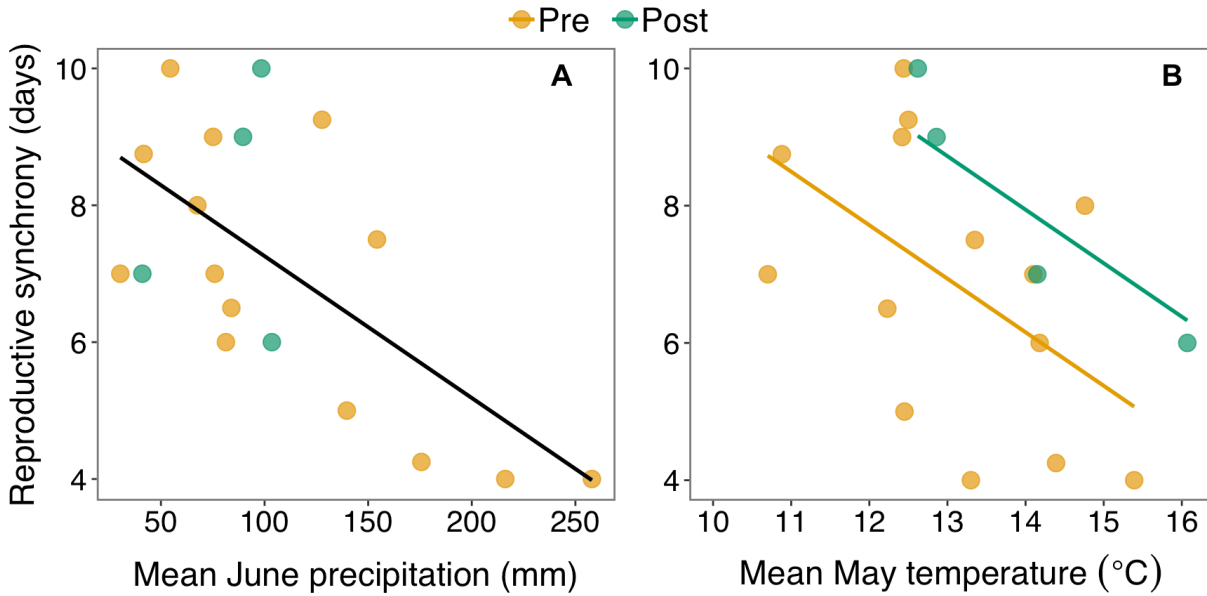 Pre Post
Reproductive synchrony (days)
10
8
6
4
A
50 100 150 200 250
Mean June precipitation (mm)
10
8
6
4
B
10 11 12 13 14 15 16
Mean May temperature (°C)